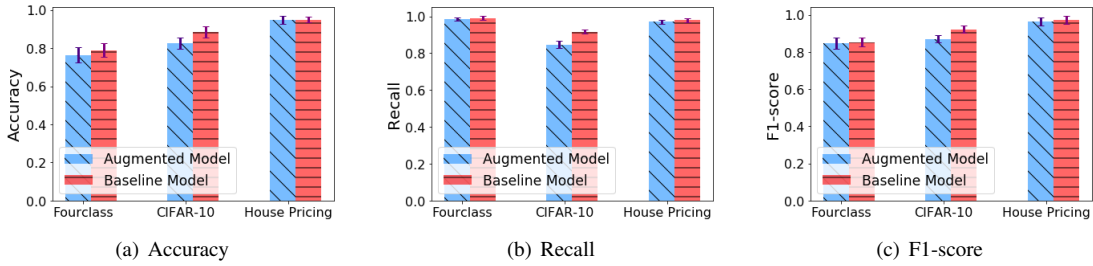 1.0
0.8
0.6
0.4
0.2
0.0
Accuracy
Augmented Model
Baseline Model
Fourclass
CIFAR-10
House Pricing
(a) Accuracy
1.0
0.8
0.6
0.4
0.2
0.0
Recall
Augmented Model
Baseline Model
Fourclass
CIFAR-10
House Pricing
(b) Recall
1.0
0.8
0.6
0.4
0.2
0.0
F1-score
Augmented Model
Baseline Model
Fourclass
CIFAR-10
House Pricing
(c) F1-score